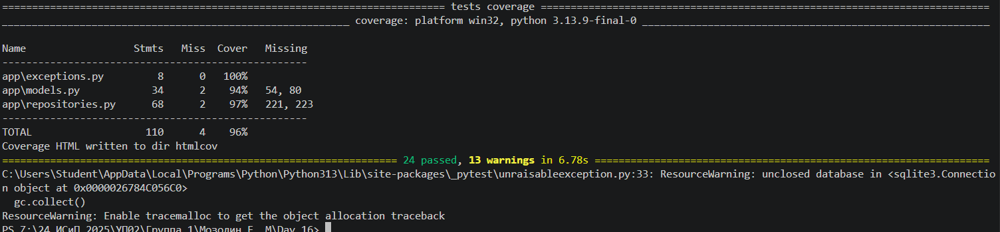 ========================================================================== tests coverage ===========================================================================
__________________________________________________________ coverage: platform win32, python 3.13.9-final-0 ___________________________________________________________
Name                  Stmts   Miss  Cover   Missing
---------------------------------------------------
app\exceptions.py         8      0   100%
app\models.py            34      2    94%   54, 80
app\repositories.py      68      2    97%   221, 223
---------------------------------------------------
TOTAL                   110      4    96%
Coverage HTML written to dir htmlcov
================================================================== 24 passed, 13 warnings in 6.78s ==================================================================
C:\Users\Student\AppData\Local\Programs\Python\Python313\Lib\site-packages\_pytest\unraisableexception.py:33: ResourceWarning: unclosed database in <sqlite3.Connectio
n object at 0x0000026784C056C0>
  gc.collect()
ResourceWarning: Enable tracemalloc to get the object allocation traceback
PS Z:\24 ИСиП 2025\УП02\Группа 1\Мозолин Е. М\Day 16>